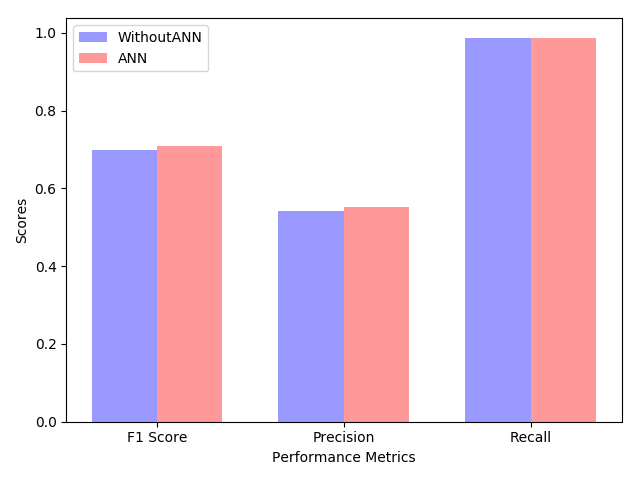 WithoutANN
ANN
1.0
0.8
0.6
0.4
0.2
0.0
Scores
F1 Score
Precision
Recall
Performance Metrics